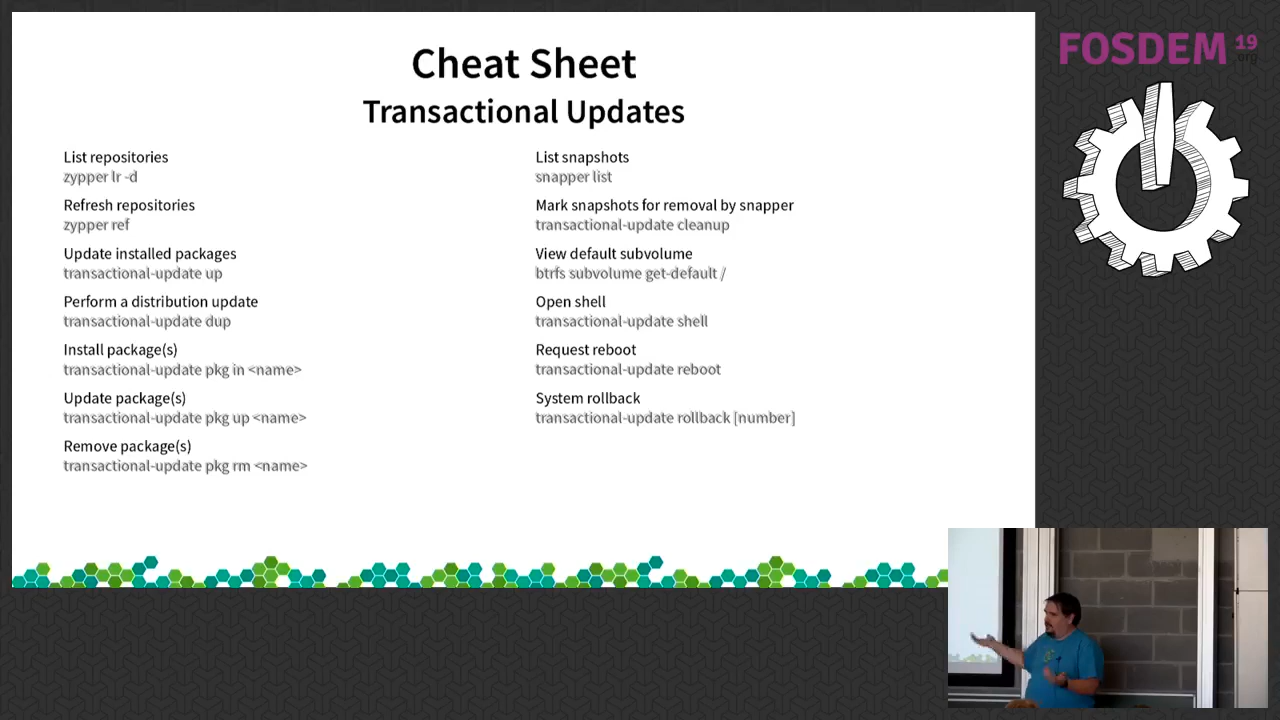 Cheat Sheet
Transactional Updates
List repositories
zypper lr -d
Refresh repositories
zypper ref
Update installed packages
transactional-update up
Perform a distribution update
transactional-update dup
Install package(s)
transactional-update pkg in <name>
Update package(s)
transactional-update pkg up <name>
Remove package(s)
transactional-update pkg rm <name>
List snapshots
snapper list
Mark snapshots for removal by snapper
transactional-update cleanup
View default subvolume
btrfs subvolume get-default /
Open shell
transactional-update shell
Request reboot
transactional-update reboot
System rollback
transactional-update rollback [number]
FOSDEM 19
.org